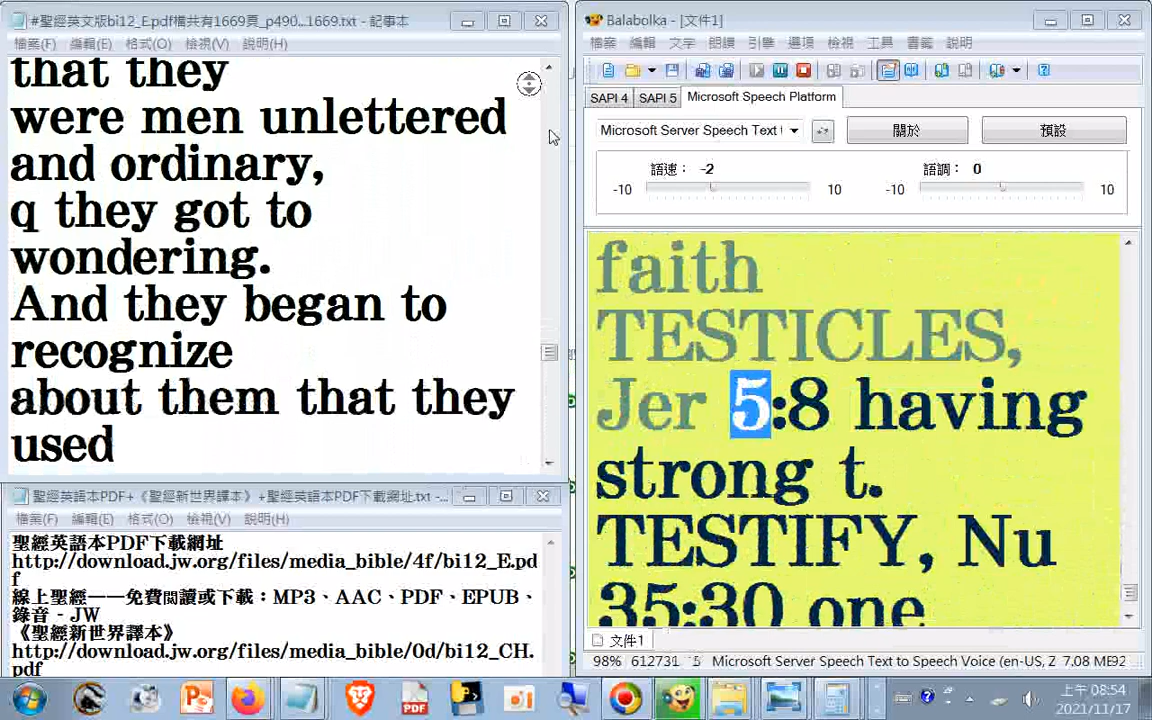 #聖經英文版bi12_E.pdf檔共有1669頁_p490...1669.txt - 記事本
檔案(F) 編輯(E) 格式(O) 檢視(V) 說明(H)
that they
were men unlettered
and ordinary,
q they got to
wondering.
And they began to
recognize
about them that they
used
聖經英語本PDF+《聖經新世界譯本》+聖經英語本PDF下載網址.txt -...
檔案(F) 編輯(E) 格式(O) 檢視(V) 說明(H)
聖經英語本PDF下載網址
http://download.jw.org/files/media_bible/4f/bi12_E.pd
f
線上聖經——免費閱讀或下載：MP3、AAC、PDF、EPUB、
錄音 - JW
《聖經新世界譯本》
http://download.jw.org/files/media_bible/0d/bi12_CH.
pdf
Balabolka - [文件1]
檔案 編輯 文字 朗讀 引擎 選項 檢視 工具 書籤 說明
SAPI 4 SAPI 5 Microsoft Speech Platform
Microsoft Server Speech Text t 關於 預設
語速： -2 語調： 0
-10 10 -10 10
faith
TESTICLES,
Jer 5:8 having
strong t.
TESTIFY, Nu
35:30 one
文件1
98% 612731 5 Microsoft Server Speech Text to Speech Voice (en-US, Z 7.08 ME92
上午 08:54
2021/11/17